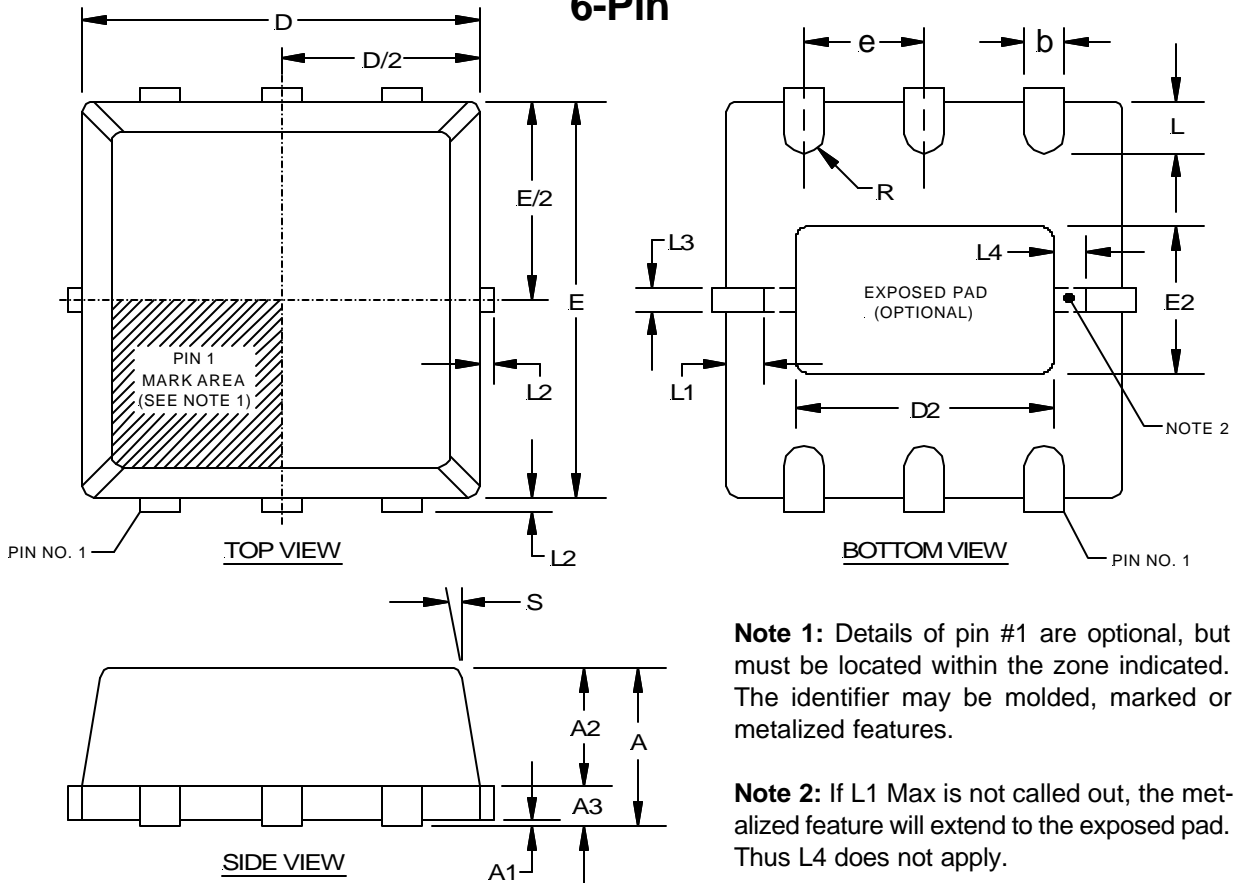 6-Pin
D
D/2
e
b
L
E/2
R
L3
L4
E
EXPOSED PAD
(OPTIONAL)
E2
PIN 1
MARK AREA
(SEE NOTE 1)
L2
L1
D2
NOTE 2
PIN NO. 1
TOP VIEW
L2
BOTTOM VIEW
PIN NO. 1
S
Note 1: Details of pin #1 are optional, but
must be located within the zone indicated.
The identifier may be molded, marked or
metalized features.
A2
A
A3
Note 2: If L1 Max is not called out, the met-
alized feature will extend to the exposed pad.
Thus L4 does not apply.
SIDE VIEW
A1